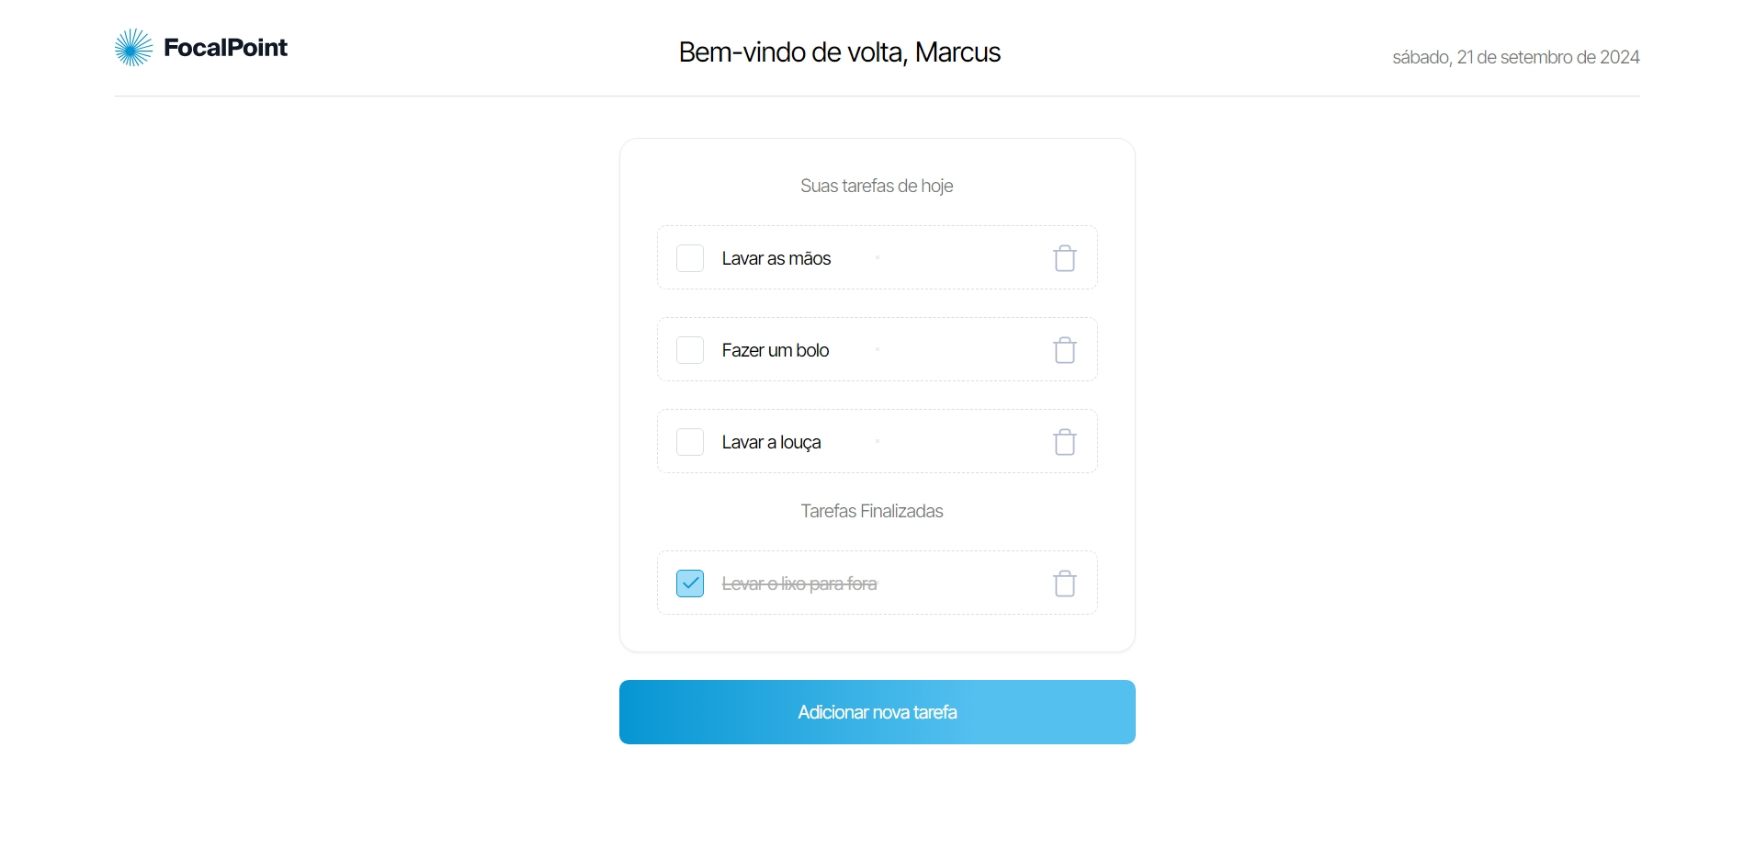 FocalPoint
Bem-vindo de volta, Marcus
sábado, 21 de setembro de 2024
Suas tarefas de hoje
Lavar as mãos
Fazer um bolo
Lavar a louça
Tarefas Finalizadas
Levar o lixo para fora
Adicionar nova tarefa